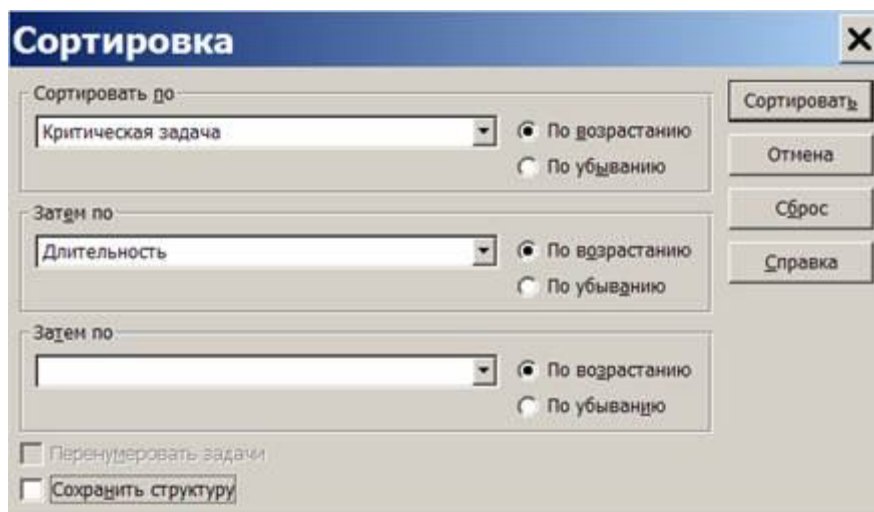 Сортировка
Сортировать по
Критическая задача
По возрастанию
По убыванию
Затем по
Длительность
По возрастанию
По убыванию
Затем по
По возрастанию
По убыванию
Перенумеровать задачи
Сохранить структуру
Сортировать
Отмена
Сброс
Справка